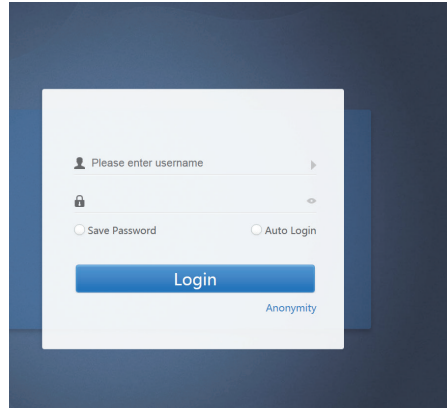 Please enter username
Save Password
Auto Login
Login
Anonymity